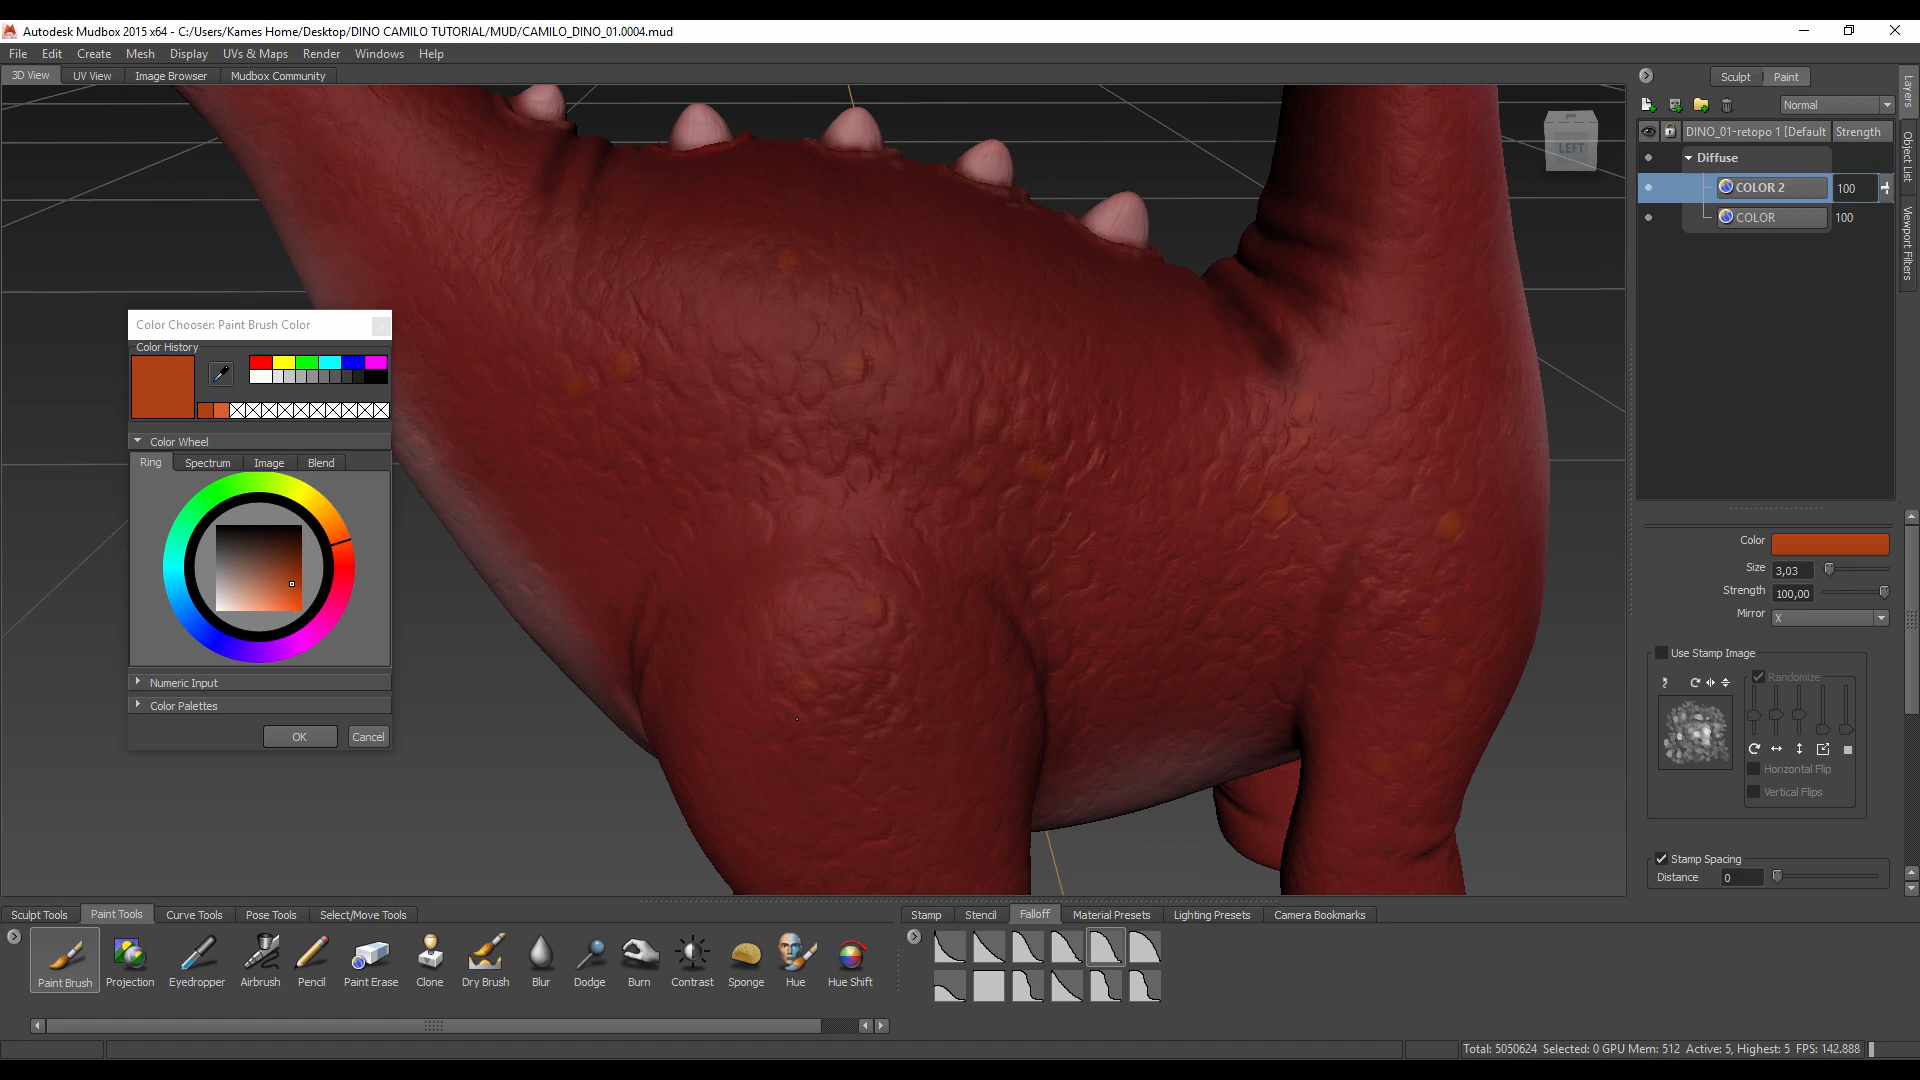 Autodesk Mudbox 2015 x64 - C:/Users/Kames Home/Desktop/DINO CAMILO TUTORIAL/MUD/CAMILO_DINO_01.0004.mud
File Edit Create Mesh Display UVs & Maps Render Windows Help
3D View UV View Image Browser Mudbox Community
Sculpt Paint
Normal
DINO_01-retopo 1 [Default Strength
Diffuse
COLOR 2 100
COLOR 100
Layers
Object List
Viewport Filters
LEFT
Color Chooser: Paint Brush Color
Color History
Color Wheel
Ring Spectrum Image Blend
Numeric Input
Color Palettes
OK Cancel
Color
Size 3,03
Strength 100,00
Mirror X
Use Stamp Image
Randomize
Horizontal Flip
Vertical Flips
Stamp Spacing
Distance 0
Sculpt Tools Paint Tools Curve Tools Pose Tools Select/Move Tools
Paint Brush Projection Eyedropper Airbrush Pencil Paint Erase Clone Dry Brush Blur Dodge Burn Contrast Sponge Hue Hue Shift
Stamp Stencil Falloff Material Presets Lighting Presets Camera Bookmarks
Total: 5050624 Selected: 0 GPU Mem: 512 Active: 5, Highest: 5 FPS: 142.888